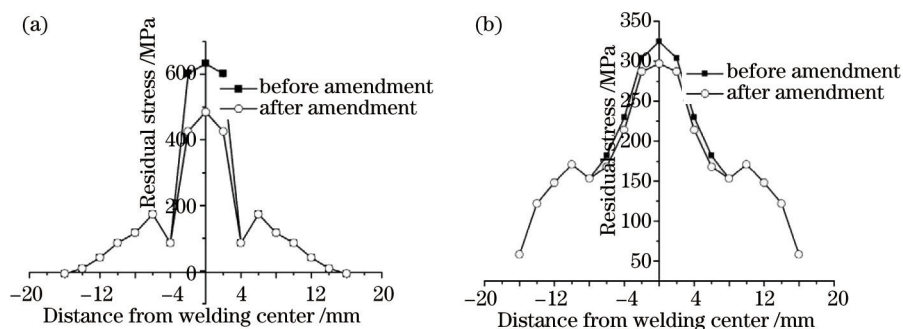 (a)
Residual stress /MPa
600
400
200
0
before amendment
after amendment
−20 −12 −4 4 12 20
Distance from welding center /mm
(b)
Residual stress /MPa
350
300
250
200
150
100
50
before amendment
after amendment
−20 −12 −4 4 12 20
Distance from welding center /mm